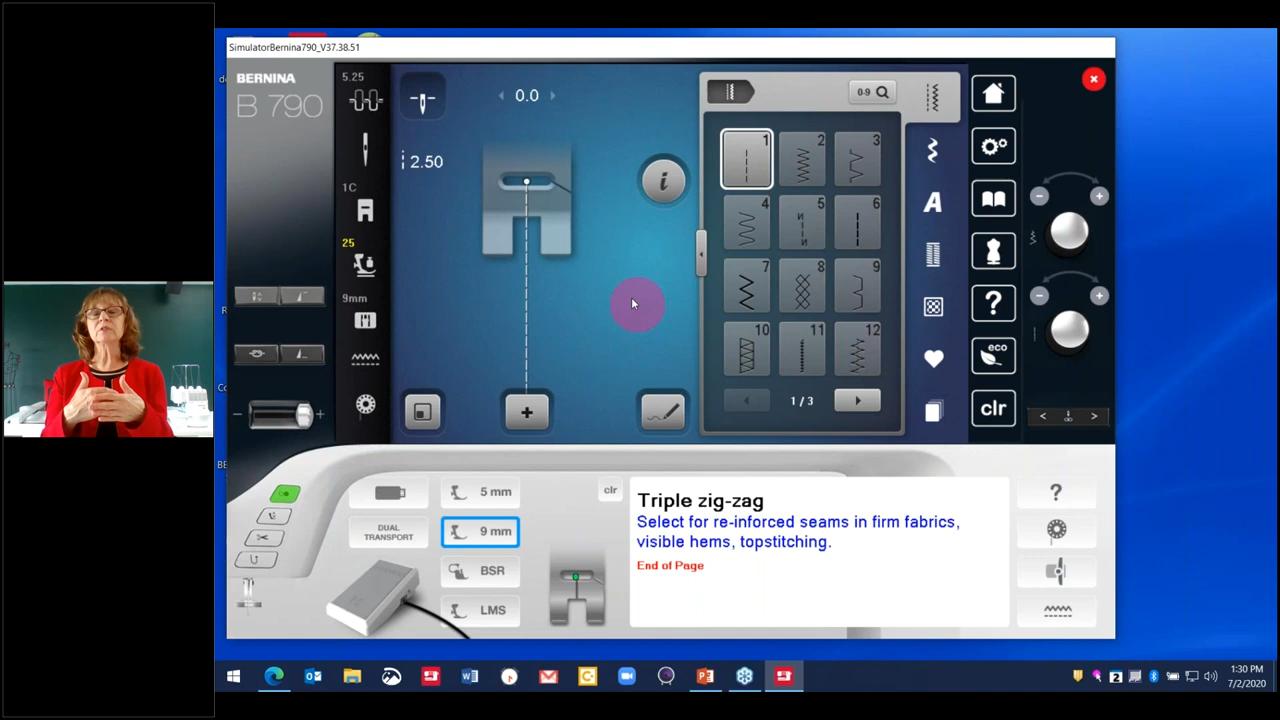 SimulatorBernina790_V37.38.51
BERNINA
B 790
5.25
1C
25
9mm
0.0
2.50
i
0-9
1
2
3
4
5
6
7
8
9
10
11
12
1 / 3
A
?
eco
clr
DUAL
TRANSPORT
5 mm
9 mm
BSR
LMS
clr
Triple zig-zag
Select for re-inforced seams in firm fabrics,
visible hems, topstitching.
End of Page
?
1:30 PM
7/2/2020